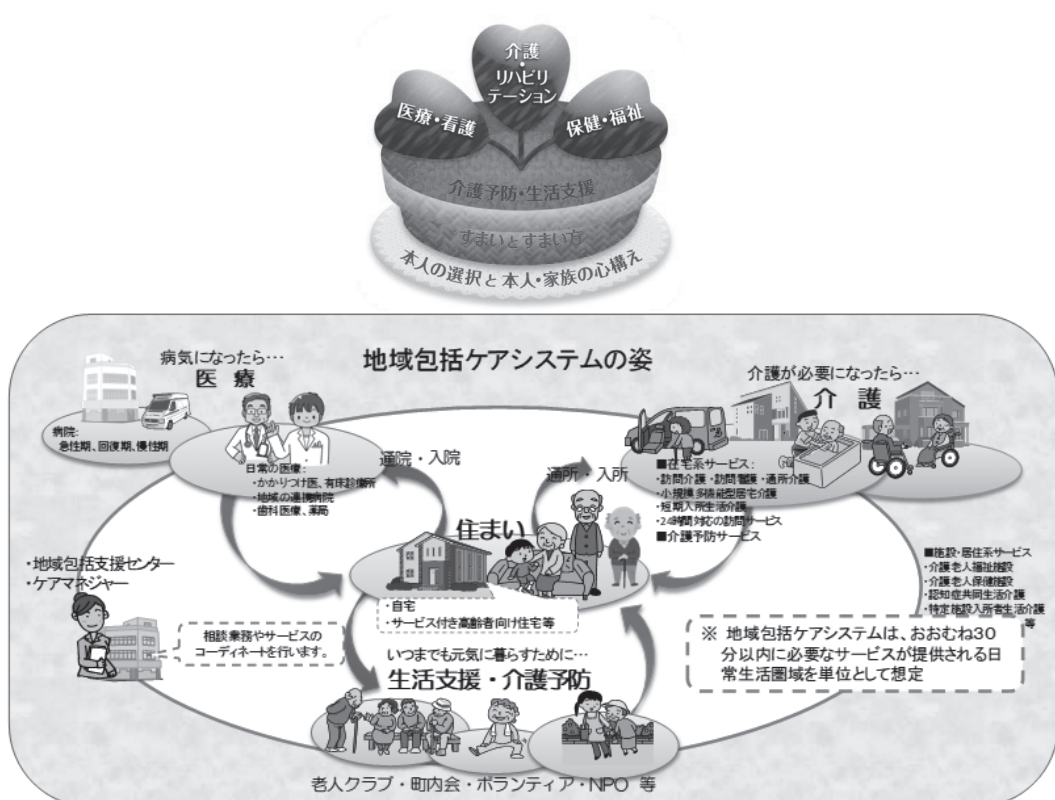 介護
・
リハビリ
テーション
医療・看護
保健・福祉
介護予防・生活支援
すまいとすまい方
本人の選択と本人・家族の心構え
地域包括ケアシステムの姿
病気になったら…
医 療
病院:
急性期、回復期、慢性期
日常の医療:
・かかりつけ医、有床診療所
・地域の連携病院
・歯科医療、薬局
通院・入院
介護が必要になったら…
介 護
通所・入所
■在宅系サービス:
・訪問介護・訪問看護・通所介護
・小規模多機能型居宅介護
・短期入所生活介護
・24時間対応の訪問サービス
■介護予防サービス
■施設・居住系サービス
・介護老人福祉施設
・介護老人保健施設
・認知症共同生活介護
・特定施設入所者生活介護
等
住まい
・自宅
・サービス付き高齢者向け住宅等
・地域包括支援センター
・ケアマネジャー
相談業務やサービスの
コーディネートを行います。
いつまでも元気に暮らすために…
生活支援・介護予防
老人クラブ・町内会・ボランティア・NPO 等
※ 地域包括ケアシステムは、おおむね30
分以内に必要なサービスが提供される日
常生活圏域を単位として想定